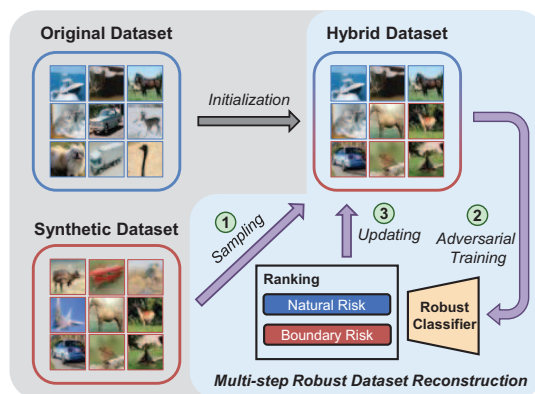 Original Dataset
Hybrid Dataset
Initialization
Synthetic Dataset
1
Sampling
3
Updating
2
Adversarial
Training
Ranking
Natural Risk
Boundary Risk
Robust
Classifier
Multi-step Robust Dataset Reconstruction